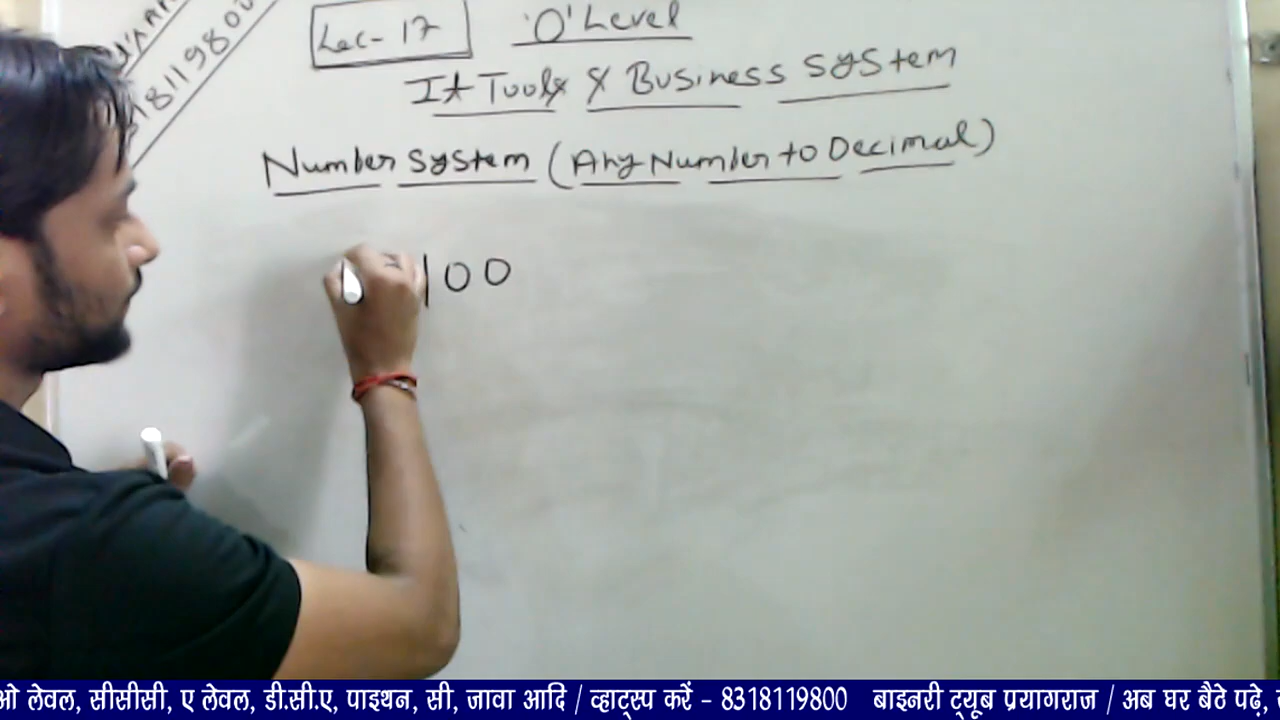 Lec-17
'O' Level
It Tools & Business System
Number System (Any Number to Decimal)
100
8318119800
ओ लेवल, सीसीसी, ए लेवल, डी.सी.ए, पाइथन, सी, जावा आदि / व्हाट्स्प करें - 8318119800 बाइनरी ट्यूब प्रयागराज / अब घर बैठे पढ़े,